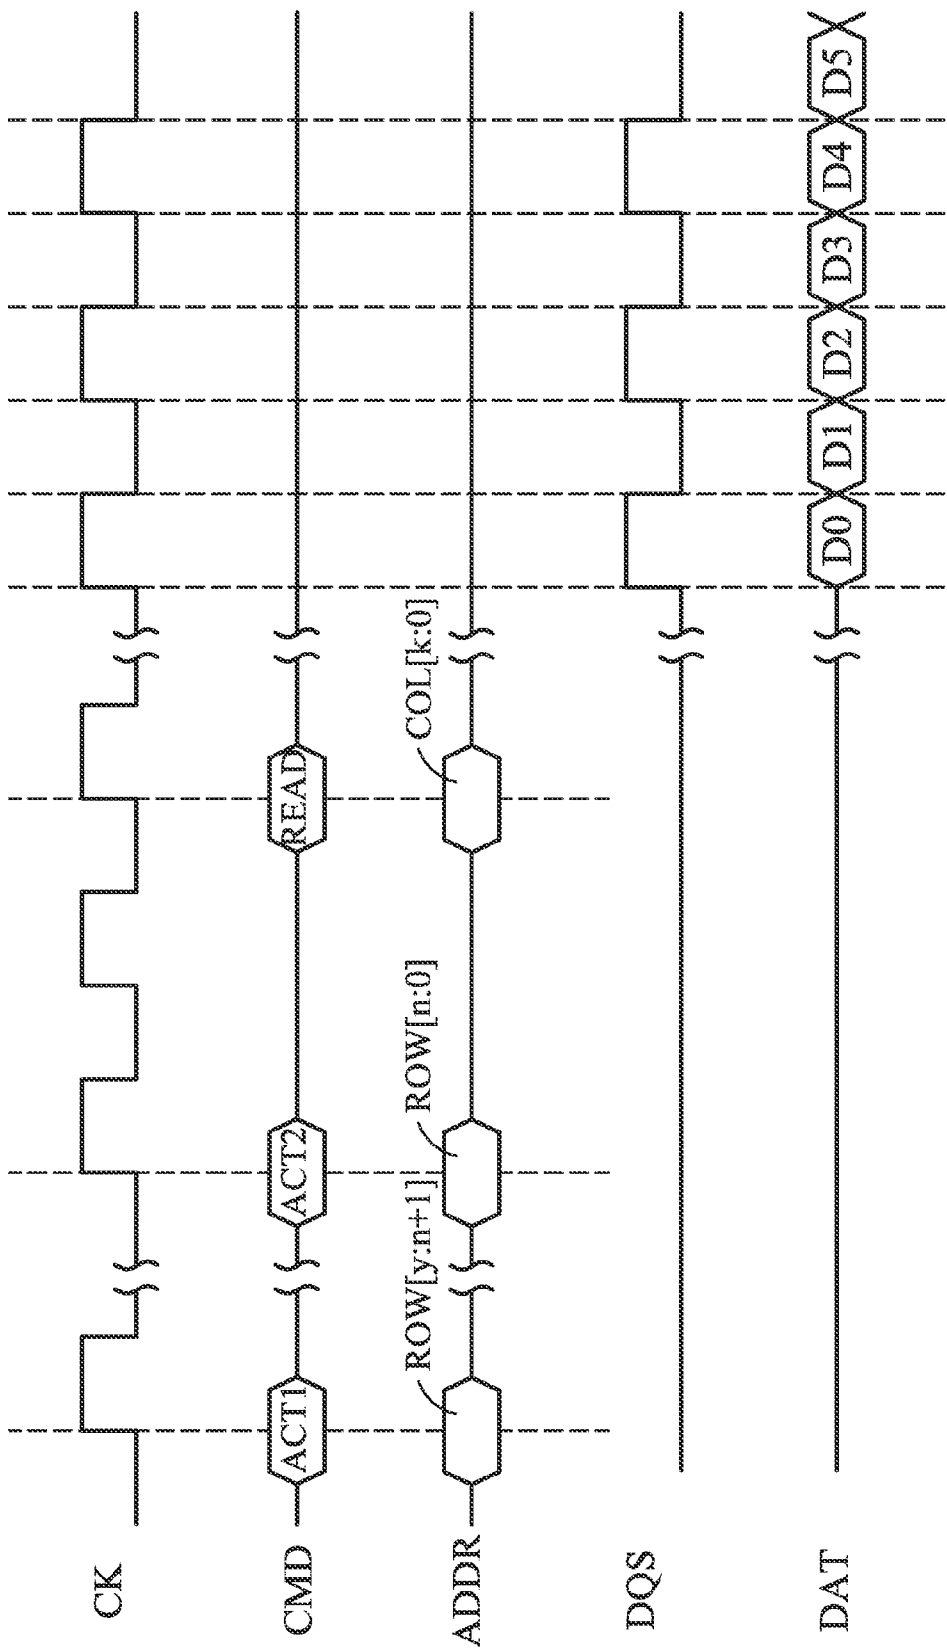 CK
CMD
ACT1
ACT2
READ
ADDR
ROW[y:n+1]
ROW[n:0]
COL[k:0]
DQS
DAT
D0
D1
D2
D3
D4
D5